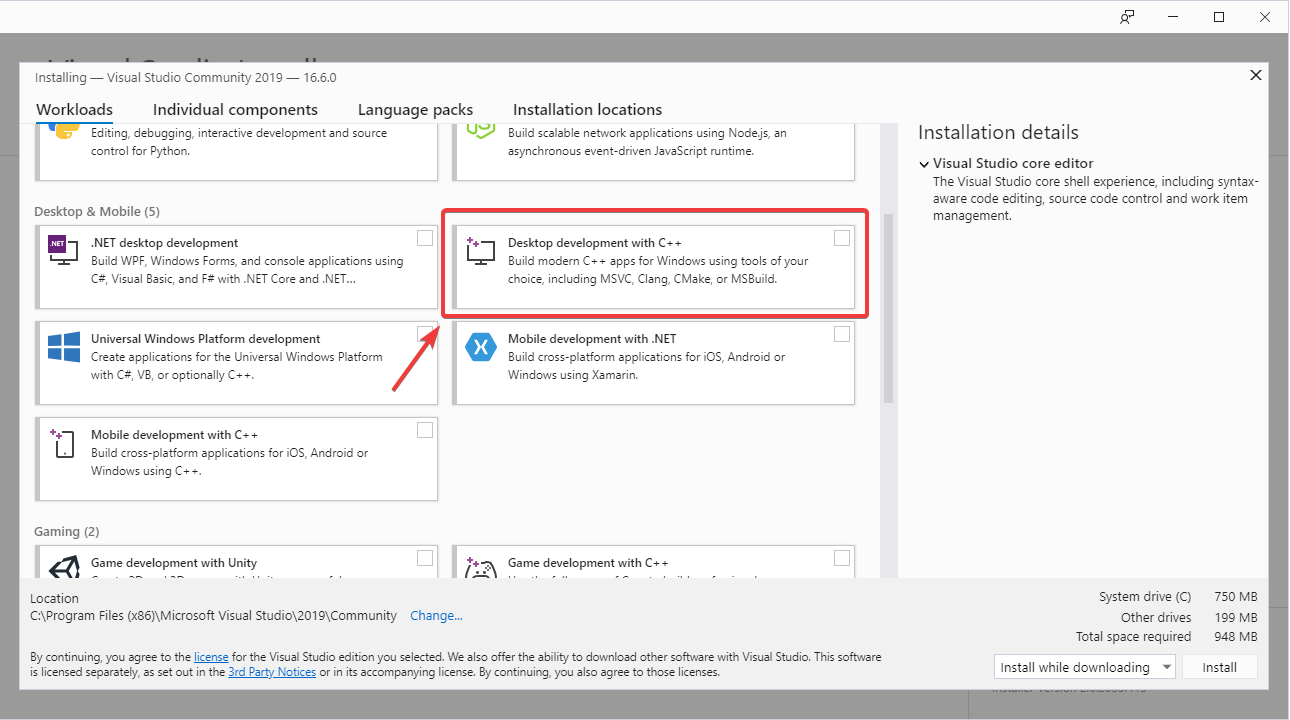 Installing — Visual Studio Community 2019 — 16.6.0
Workloads
Individual components
Language packs
Installation locations
Editing, debugging, interactive development and source
control for Python.
Build scalable network applications using Node.js, an
asynchronous event-driven JavaScript runtime.
Desktop & Mobile (5)
.NET
.NET desktop development
Build WPF, Windows Forms, and console applications using
C#, Visual Basic, and F# with .NET Core and .NET...
Desktop development with C++
Build modern C++ apps for Windows using tools of your
choice, including MSVC, Clang, CMake, or MSBuild.
Universal Windows Platform development
Create applications for the Universal Windows Platform
with C#, VB, or optionally C++.
Mobile development with .NET
Build cross-platform applications for iOS, Android or
Windows using Xamarin.
Mobile development with C++
Build cross-platform applications for iOS, Android or
Windows using C++.
Gaming (2)
Game development with Unity
Game development with C++
Installation details
Visual Studio core editor
The Visual Studio core shell experience, including syntax-
aware code editing, source code control and work item
management.
Location
C:\Program Files (x86)\Microsoft Visual Studio\2019\Community Change...
By continuing, you agree to the license for the Visual Studio edition you selected. We also offer the ability to download other software with Visual Studio. This software
is licensed separately, as set out in the 3rd Party Notices or in its accompanying license. By continuing, you also agree to those licenses.
System drive (C) 750 MB
Other drives 199 MB
Total space required 948 MB
Install while downloading
Install